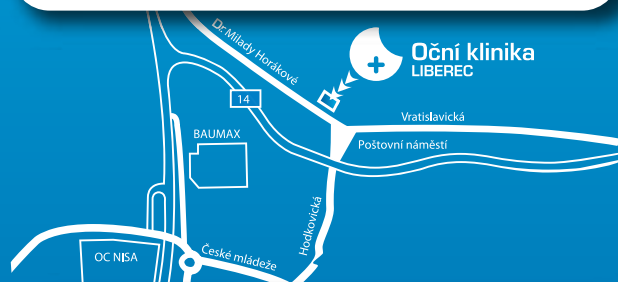 Dr. Milady Horákové
Oční klinika
LIBEREC
14
Vratislavická
BAUMAX
Poštovní náměstí
Hodkovická
České mládeže
OC NISA